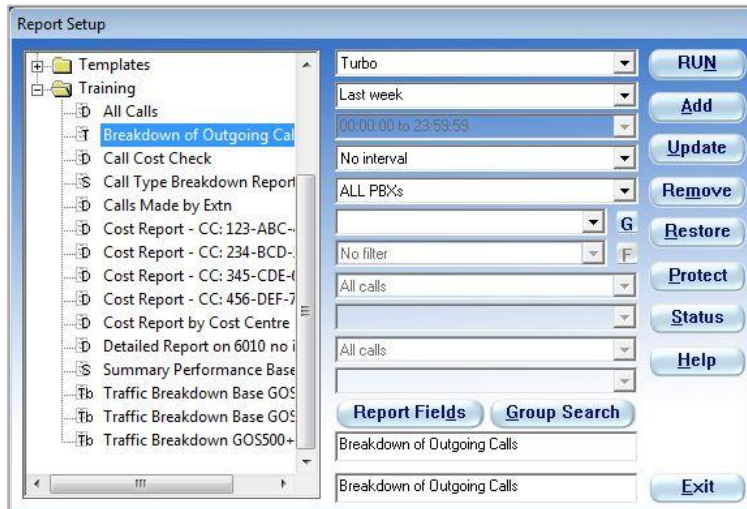 Report Setup
Templates
Training
D All Calls
T Breakdown of Outgoing Cal
D Call Cost Check
S Call Type Breakdown Report
D Calls Made by Extn
D Cost Report - CC: 123-ABC-
D Cost Report - CC: 234-BCD-
D Cost Report - CC: 345-CDE-
D Cost Report - CC: 456-DEF-7
D Cost Report by Cost Centre
D Detailed Report on 6010 no i
S Summary Performance Base
Tb Traffic Breakdown Base GOS
Tb Traffic Breakdown Base GOS
Tb Traffic Breakdown GOS500+
Turbo
Last week
00:00:00 to 23:59:59
No interval
ALL PBXs
G
No filter
F
All calls
All calls
Report Fields
Group Search
Breakdown of Outgoing Calls
Breakdown of Outgoing Calls
RUN
Add
Update
Remove
Restore
Protect
Status
Help
Exit